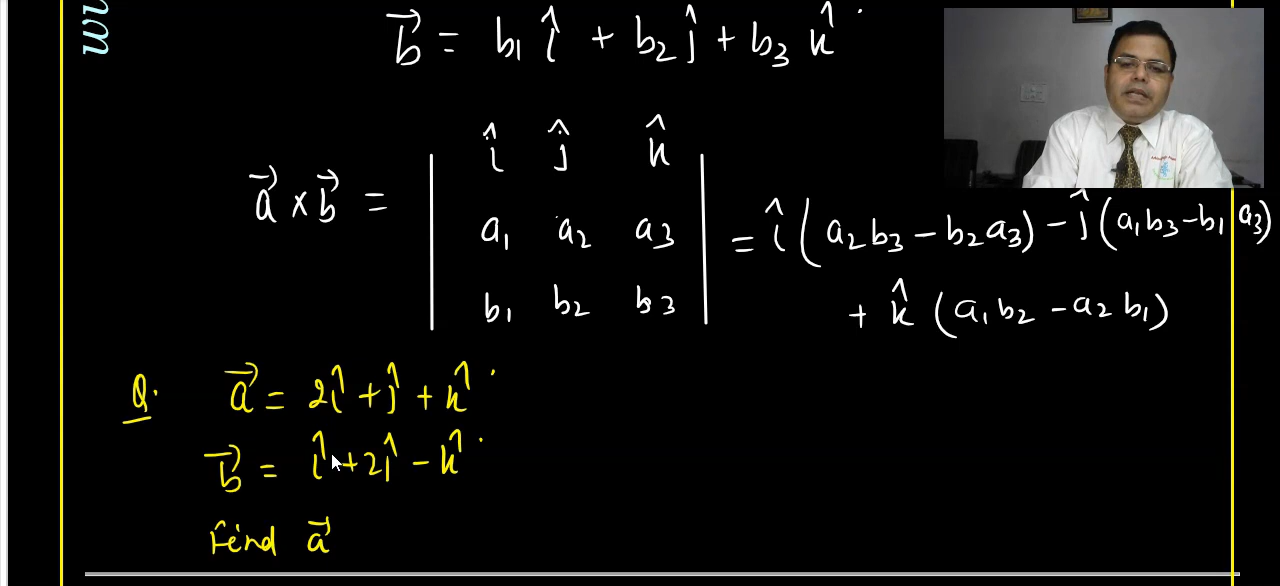 b⃗ = b₁ î + b₂ ĵ + b₃ k̂
a⃗ × b⃗ = | î ĵ k̂ | = î (a₂b₃ − b₂a₃) − ĵ (a₁b₃ − b₁a₃)
| a₁ a₂ a₃ |
| b₁ b₂ b₃ |
+ k̂ (a₁b₂ − a₂b₁)
Q. a⃗ = 2î + ĵ + k̂
b⃗ = î + 2ĵ − k̂
Find a⃗